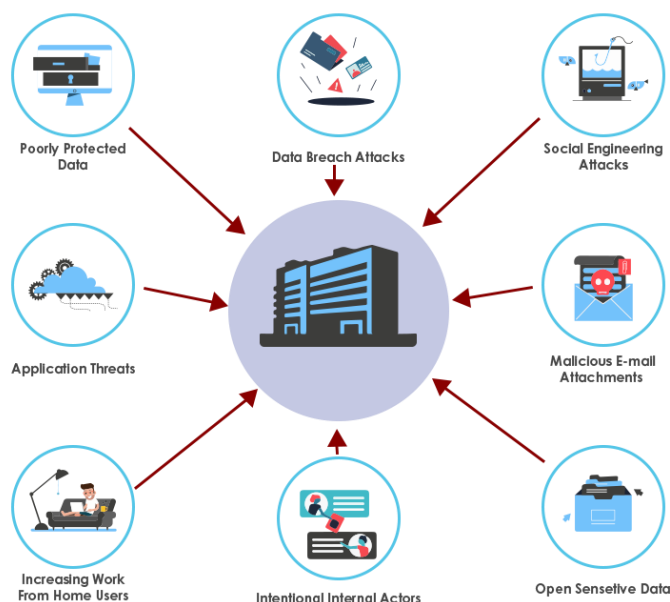 Poorly Protected
Data
Data Breach Attacks
Social Engineering
Attacks
Application Threats
Malicious E-mail
Attachments
Increasing Work
From Home Users
Intentional Internal Actors
Open Sensetive Data